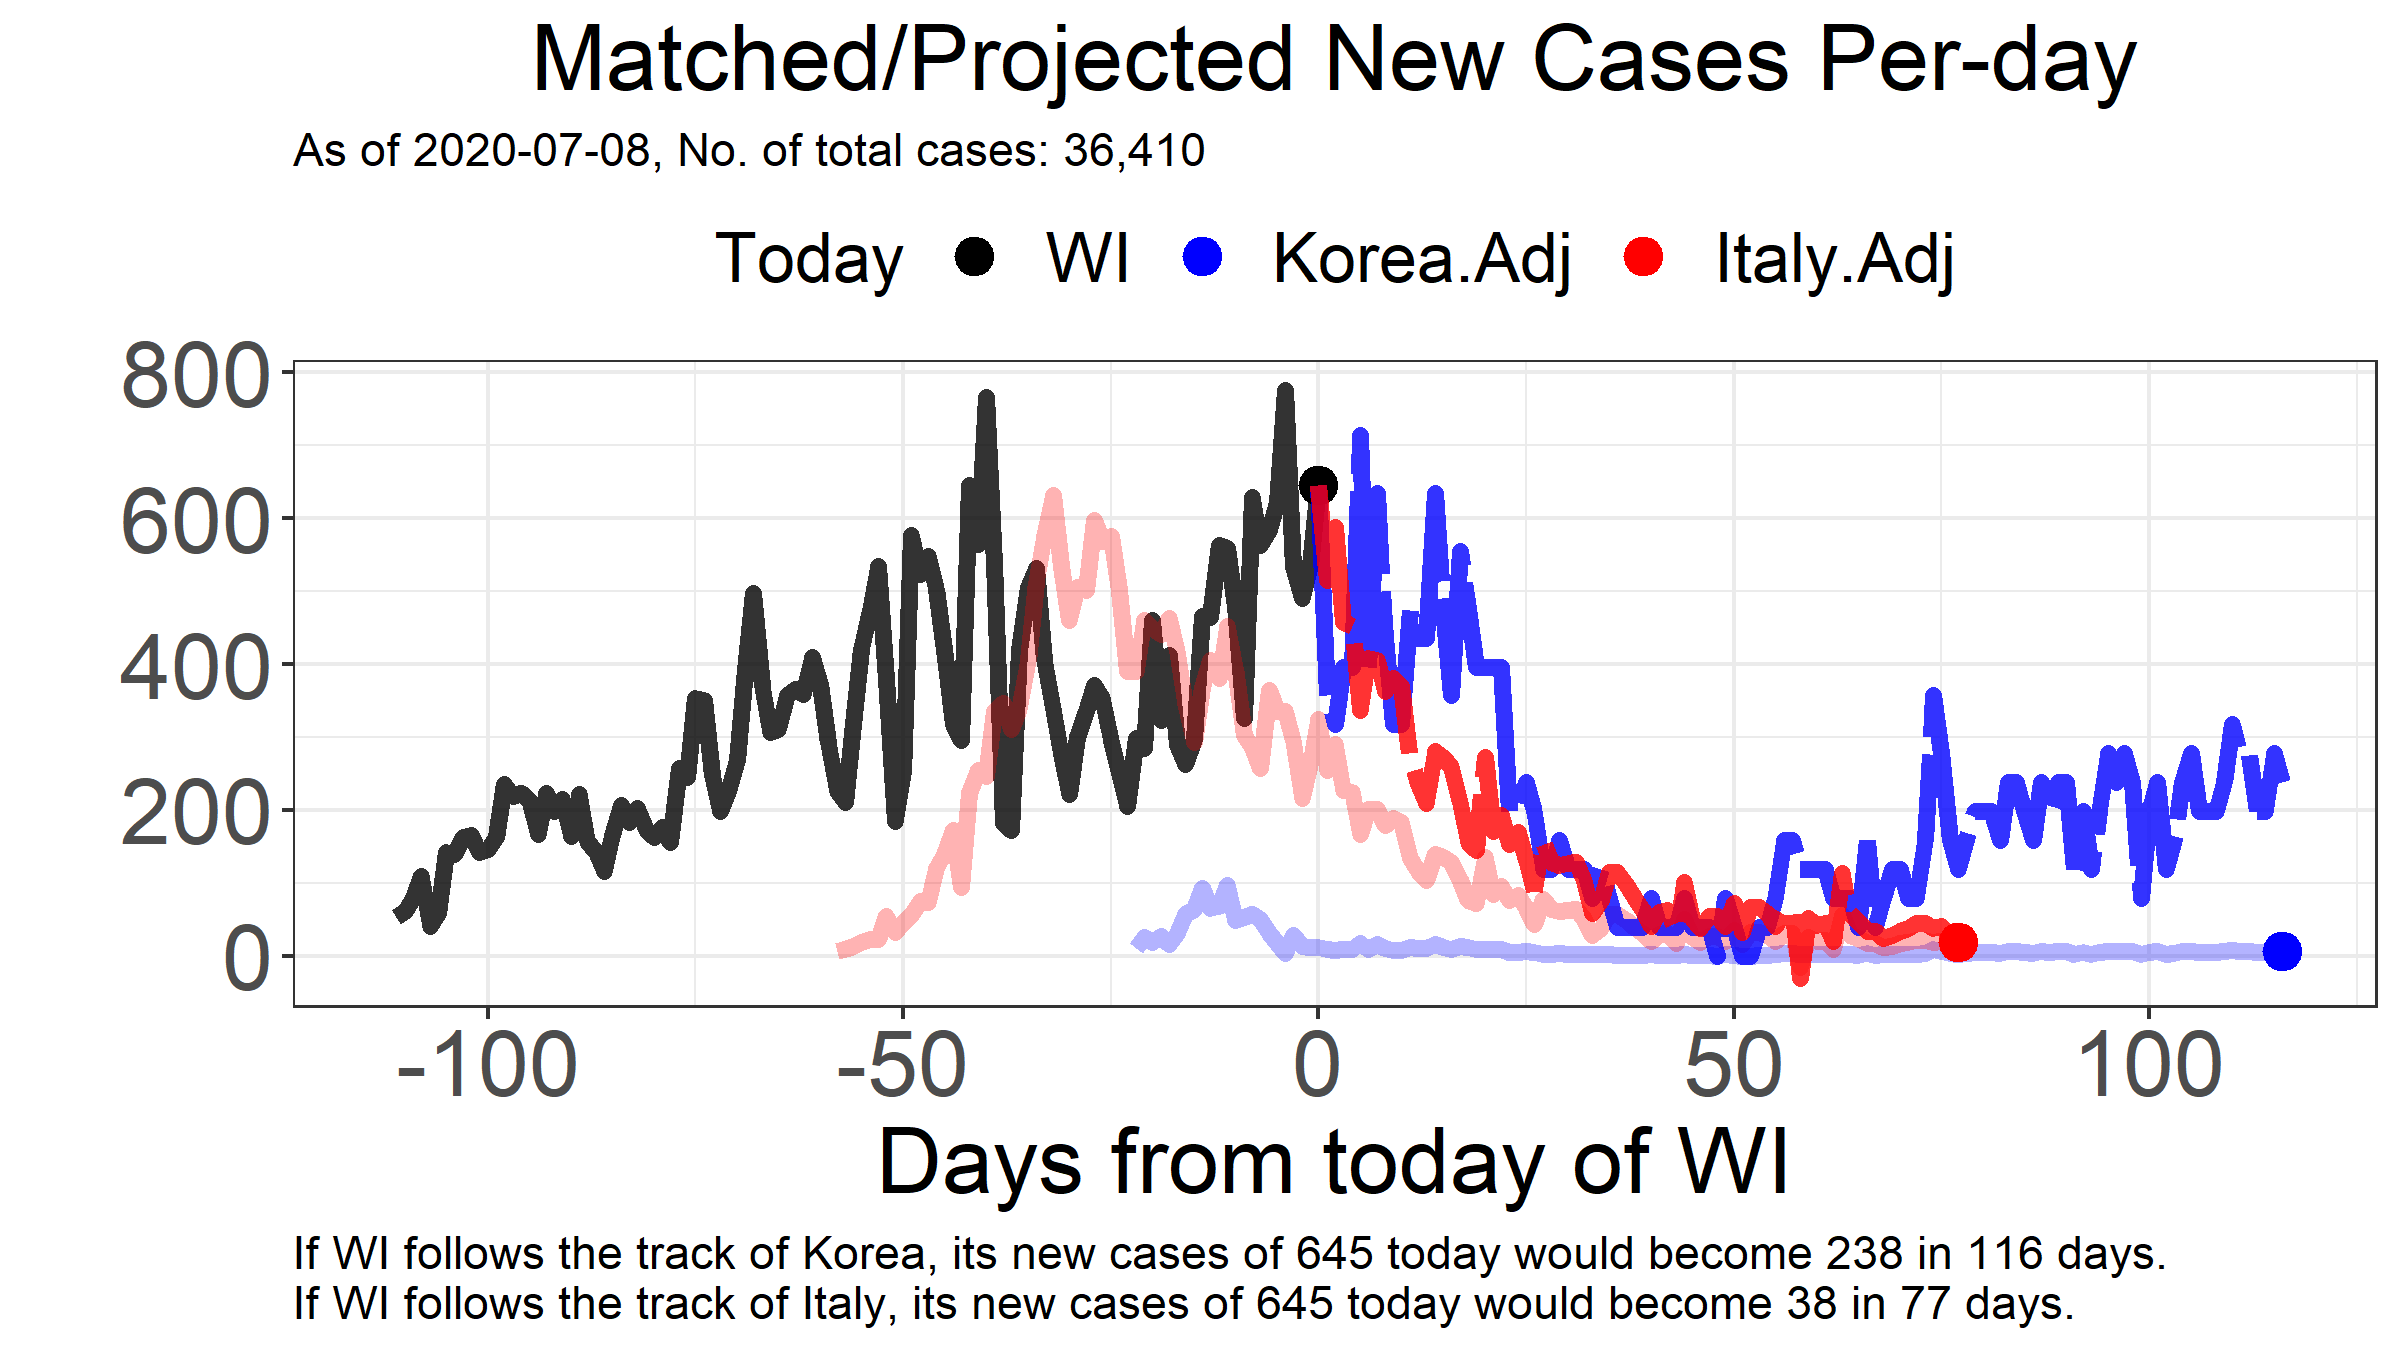 Matched/Projected New Cases Per-day
As of 2020-07-08, No. of total cases: 36,410
Today WI Korea.Adj Italy.Adj
800
600
400
200
0
-100 -50 0 50 100
Days from today of WI
If WI follows the track of Korea, its new cases of 645 today would become 238 in 116 days.
If WI follows the track of Italy, its new cases of 645 today would become 38 in 77 days.